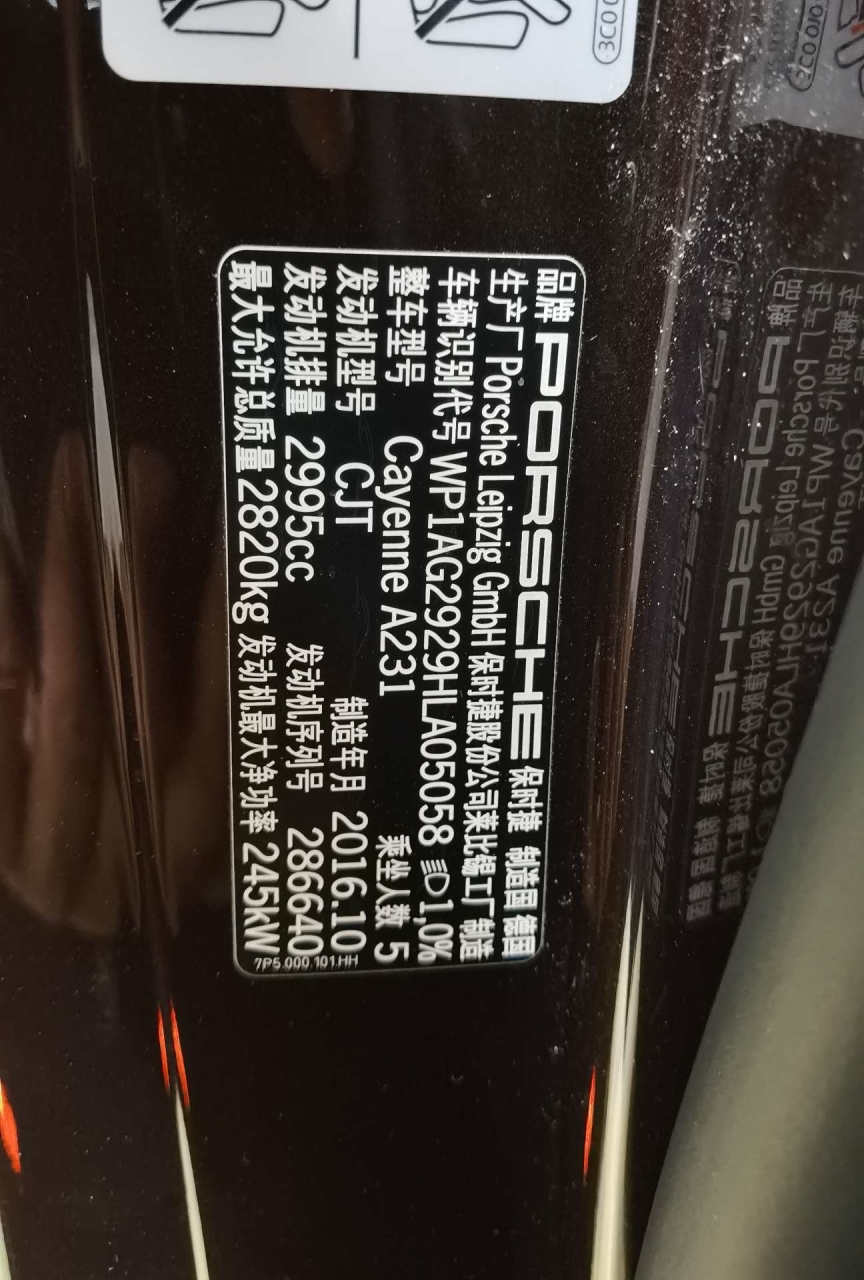 3C0 0
品牌 PORSCHE 保时捷 制造国 德国
生产厂 Porsche Leipzig GmbH 保时捷股份公司莱比锡工厂 制造
车辆识别代号 WP1AG2929HLA05058 1,0%
整车型号 Cayenne A231 乘坐人数 5
发动机型号 CJT 制造年月 2016.10
发动机排量 2995cc 发动机序列号 286640
最大允许总质量 2820kg 发动机最大净功率 245kW
7P5.000.101.HH